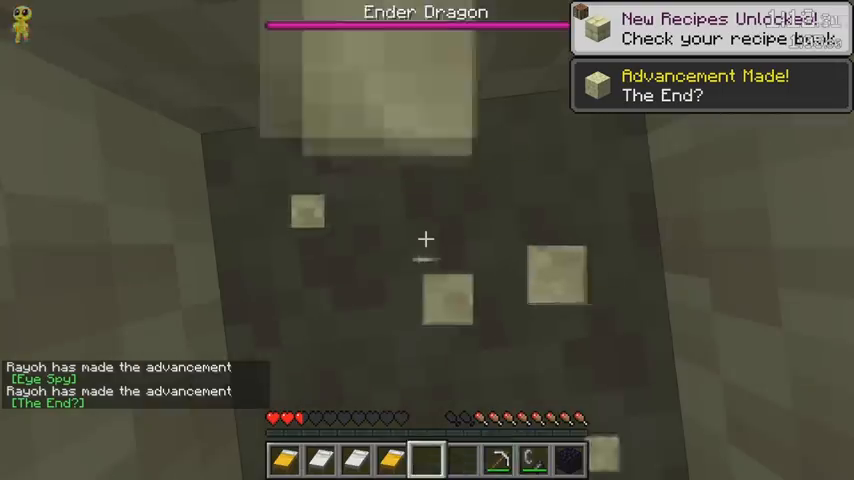 Ender Dragon
New Recipes Unlocked!
Check your recipe book
Advancement Made!
The End?
Rayoh has made the advancement
[Eye Spy]
Rayoh has made the advancement
[The End?]